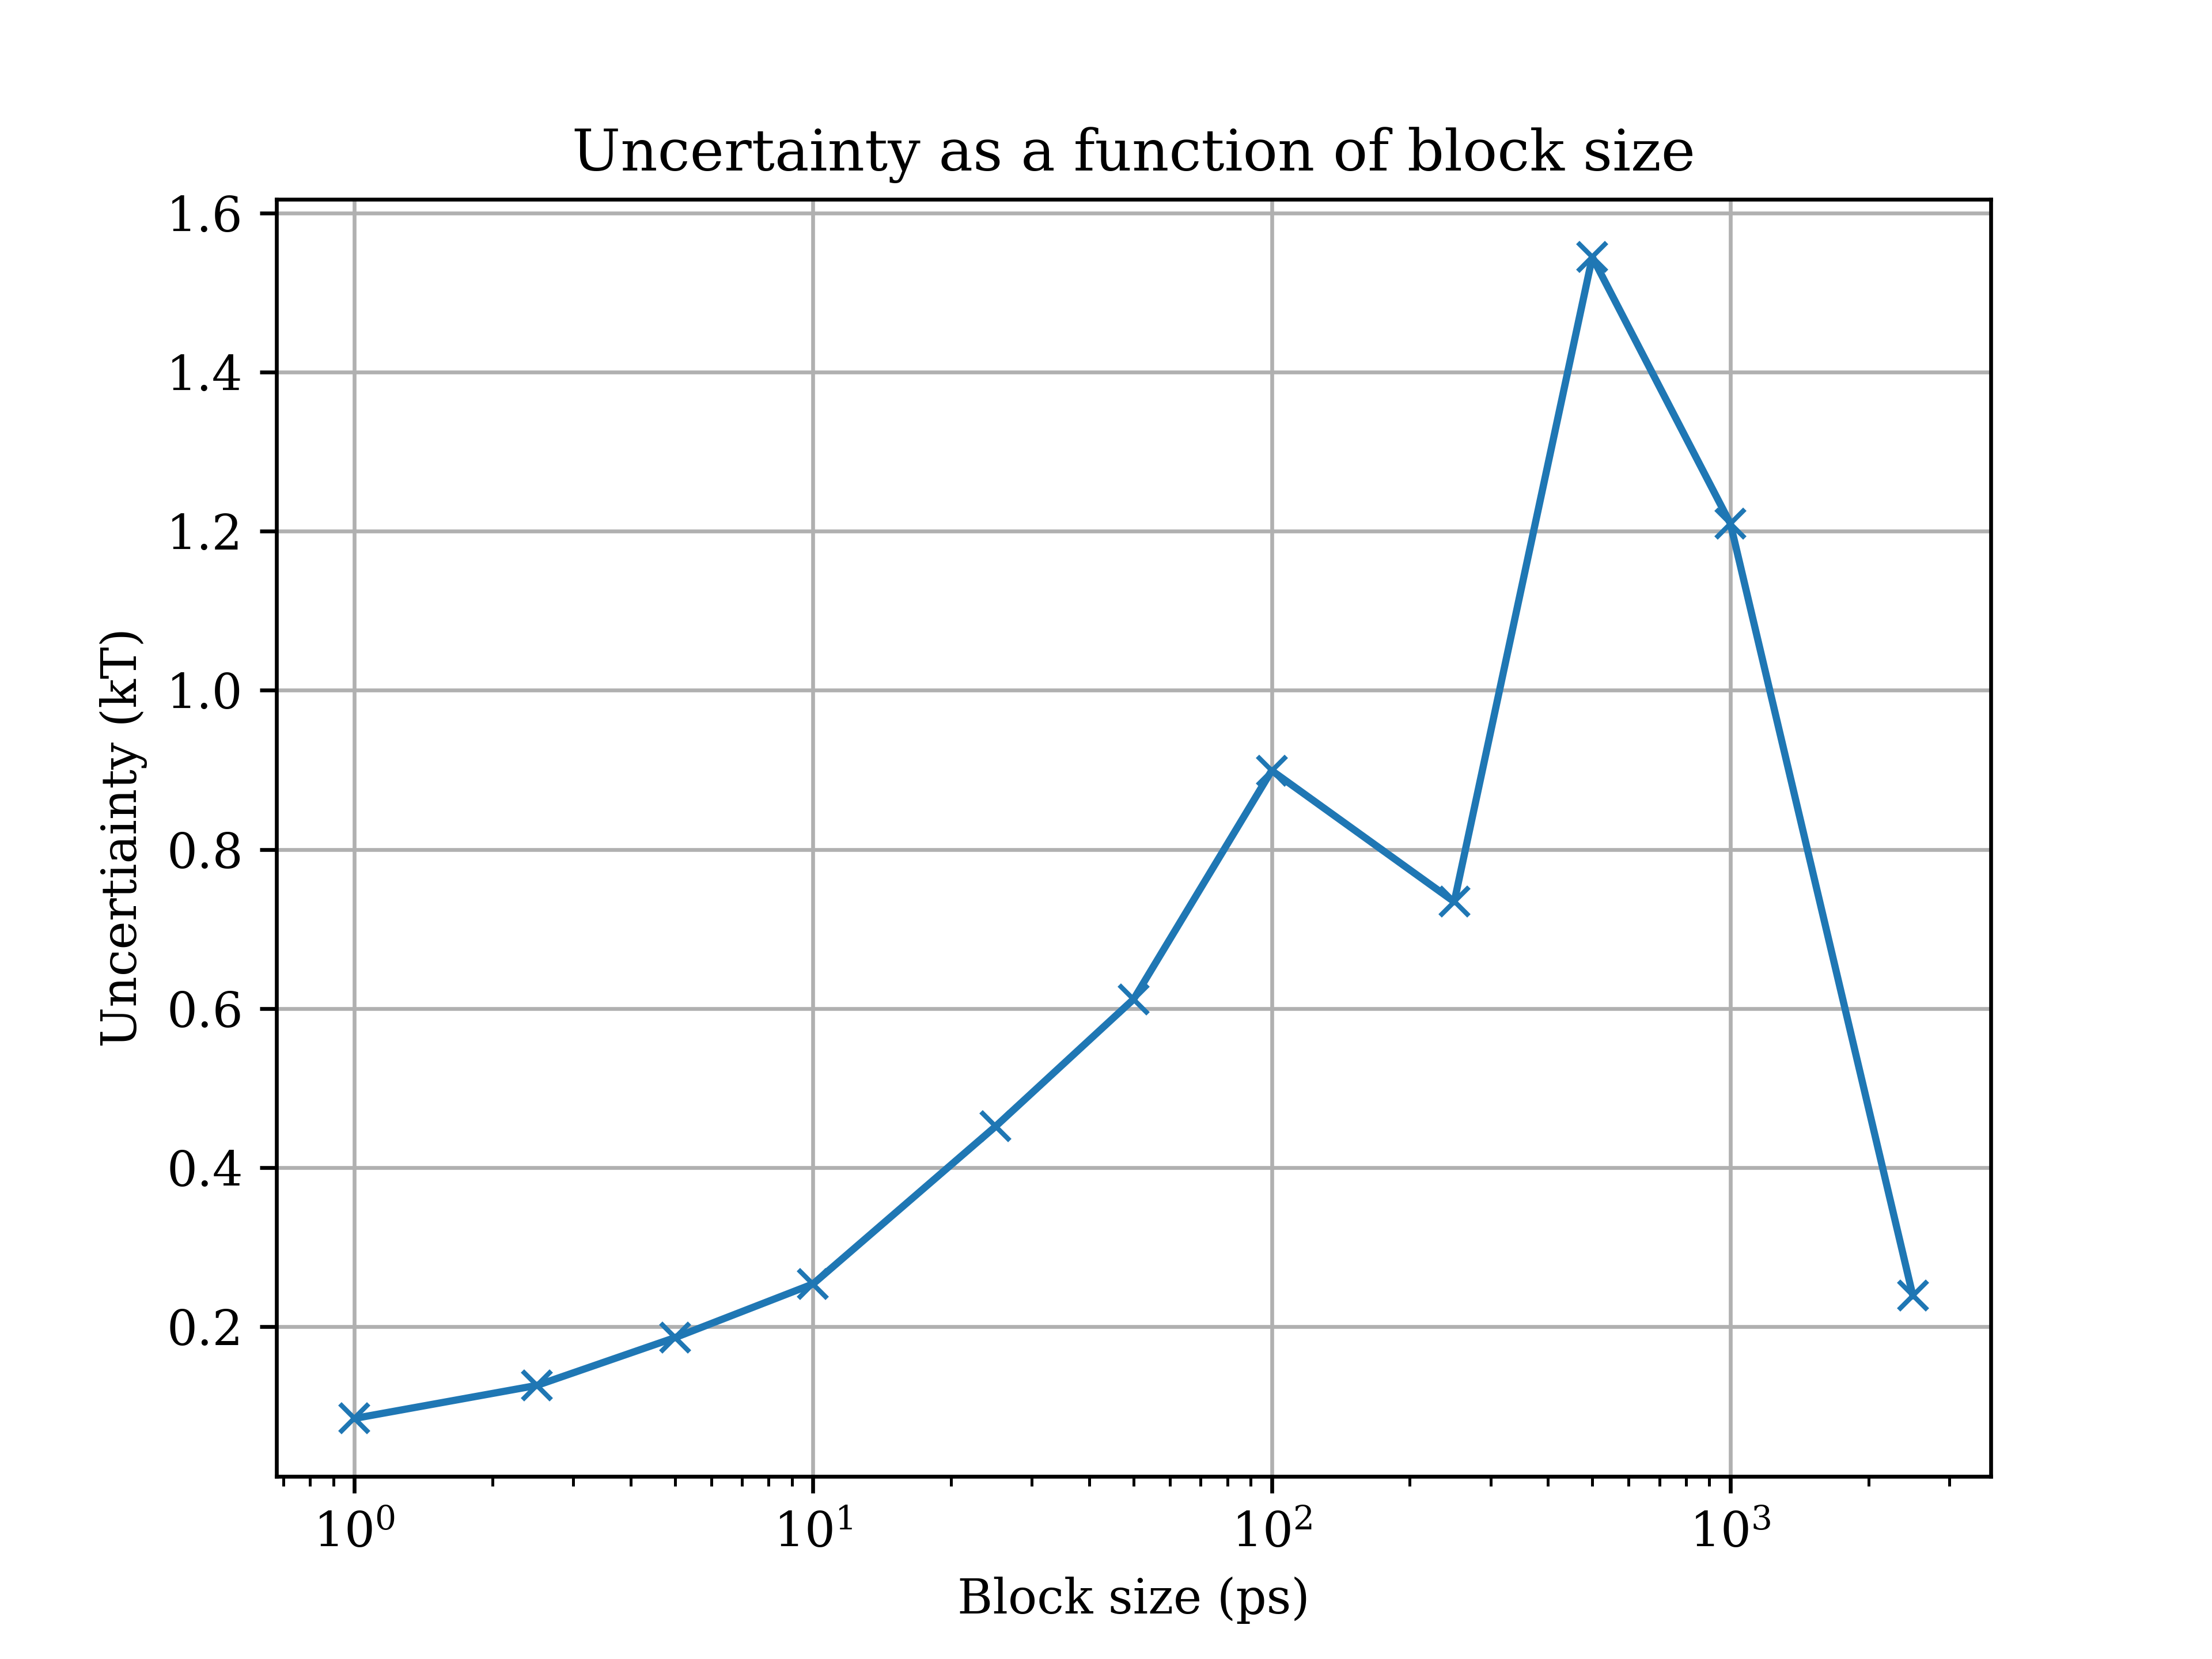 Uncertainty as a function of block size
1.6
1.4
1.2
1.0
0.8
0.6
0.4
0.2
Uncertiainty (kT)
10⁰ 10¹ 10² 10³
Block size (ps)